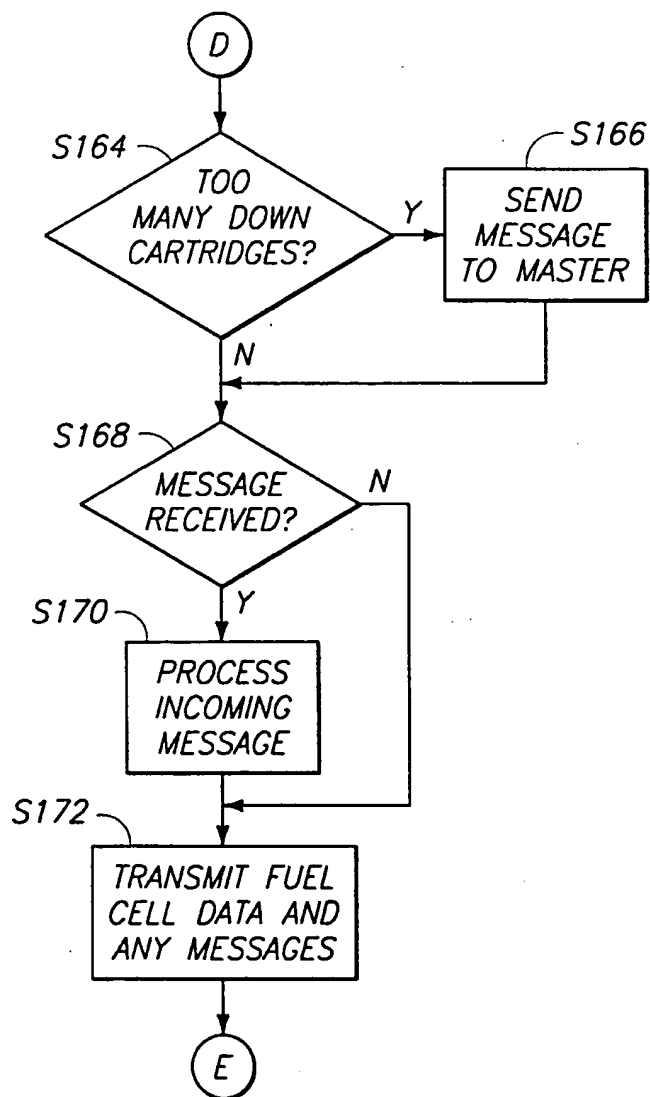 D
S164
TOO
MANY DOWN
CARTRIDGES?
Y
S166
SEND
MESSAGE
TO MASTER
N
S168
MESSAGE
RECEIVED?
N
Y
S170
PROCESS
INCOMING
MESSAGE
S172
TRANSMIT FUEL
CELL DATA AND
ANY MESSAGES
E